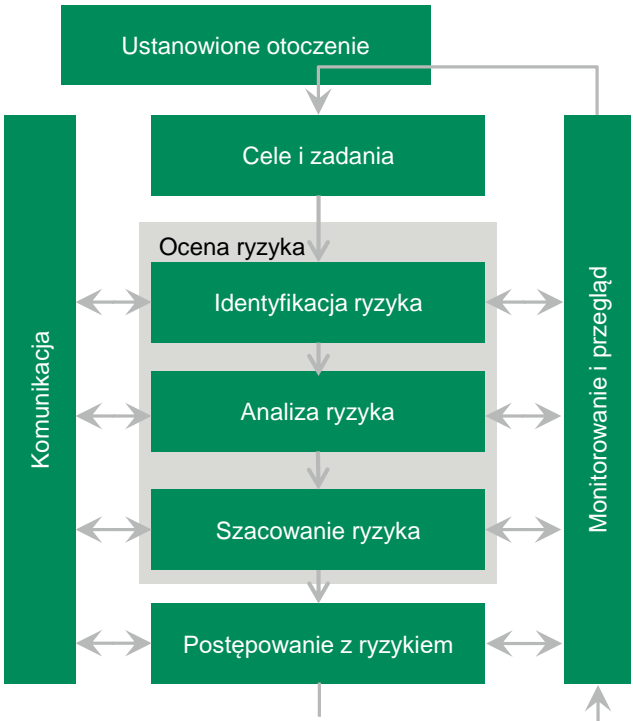 Ustanowione otoczenie
Cele i zadania
Ocena ryzyka
Identyfikacja ryzyka
Analiza ryzyka
Szacowanie ryzyka
Postępowanie z ryzykiem
Komunikacja
Monitorowanie i przegląd